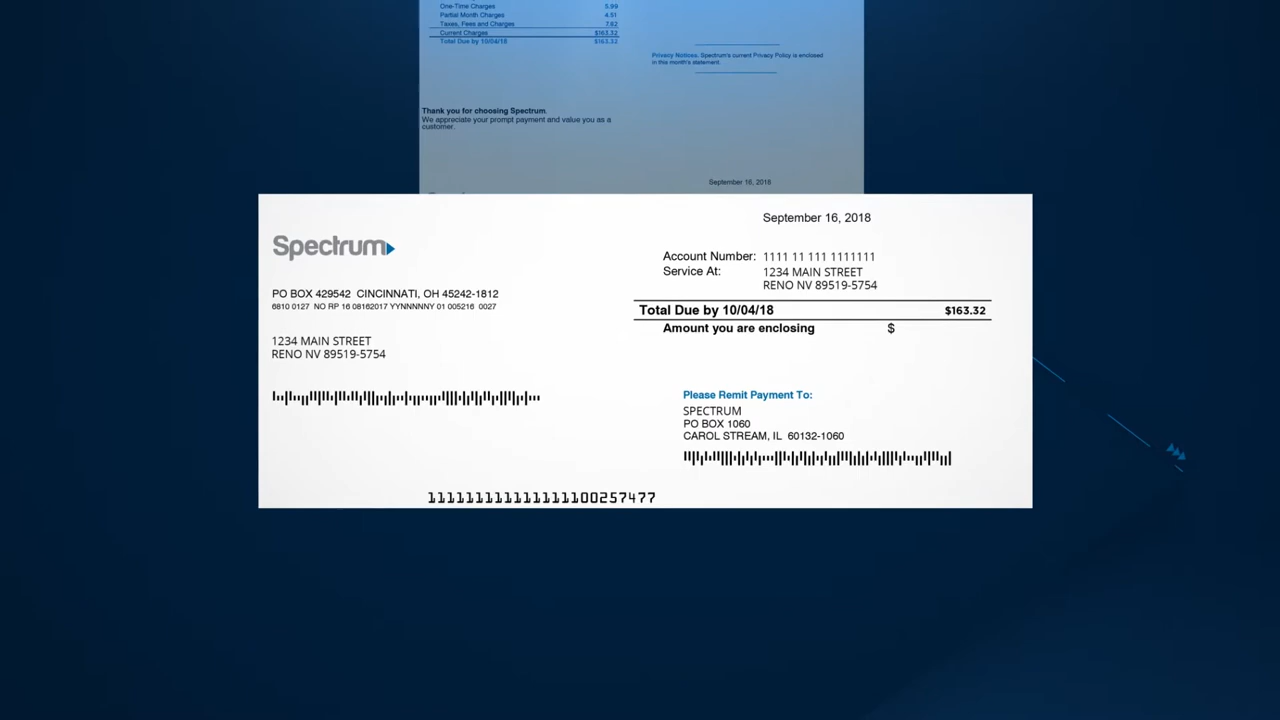 One-Time Charges 5.99
Partial Month Charges 4.51
Taxes, Fees and Charges 7.82
Current Charges $163.32
Total Due by 10/04/18 $163.32
Privacy Notices. Spectrum's current Privacy Policy is enclosed
in this month's statement.
Thank you for choosing Spectrum.
We appreciate your prompt payment and value you as a
customer.
September 16, 2018
September 16, 2018
Spectrum
Account Number: 1111 11 111 1111111
Service At: 1234 MAIN STREET
RENO NV 89519-5754
PO BOX 429542 CINCINNATI, OH 45242-1812
6810 0127 NO RP 16 08162017 YYNNNNNY 01 005216 0027
Total Due by 10/04/18 $163.32
Amount you are enclosing $
1234 MAIN STREET
RENO NV 89519-5754
Please Remit Payment To:
SPECTRUM
PO BOX 1060
CAROL STREAM, IL 60132-1060
1111111111111111100257477